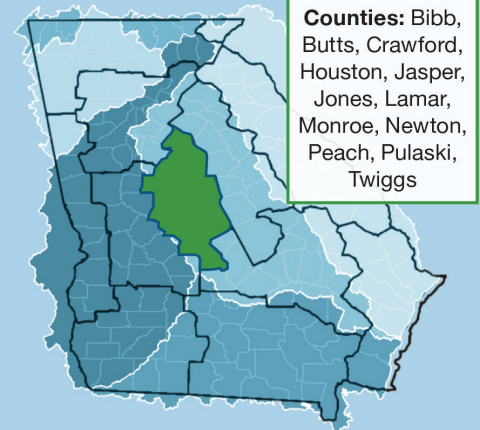 Counties: Bibb,
Butts, Crawford,
Houston, Jasper,
Jones, Lamar,
Monroe, Newton,
Peach, Pulaski,
Twiggs